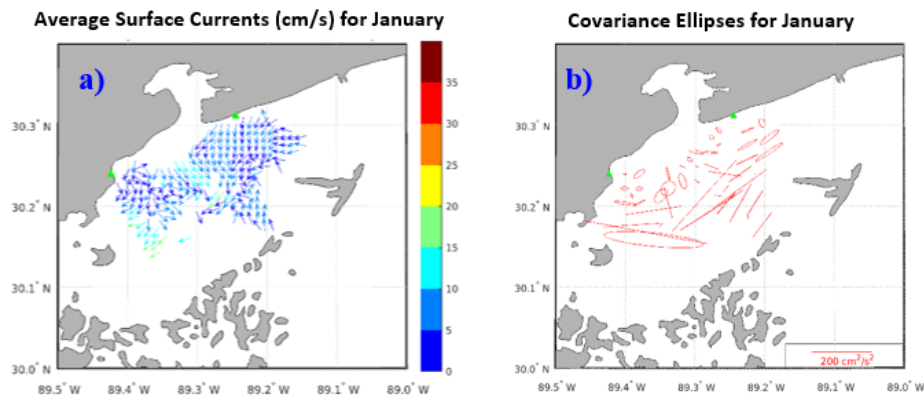 Average Surface Currents (cm/s) for January
Covariance Ellipses for January
a)
b)
30.3° N
30.2° N
30.1° N
30.0° N
89.5° W 89.4° W 89.3° W 89.2° W 89.1° W 89.0° W
35
30
25
20
15
10
5
0
30.3° N
30.2° N
30.1° N
30.0° N
89.5° W 89.4° W 89.3° W 89.2° W 89.1° W 89.0° W
200 cm²/s²